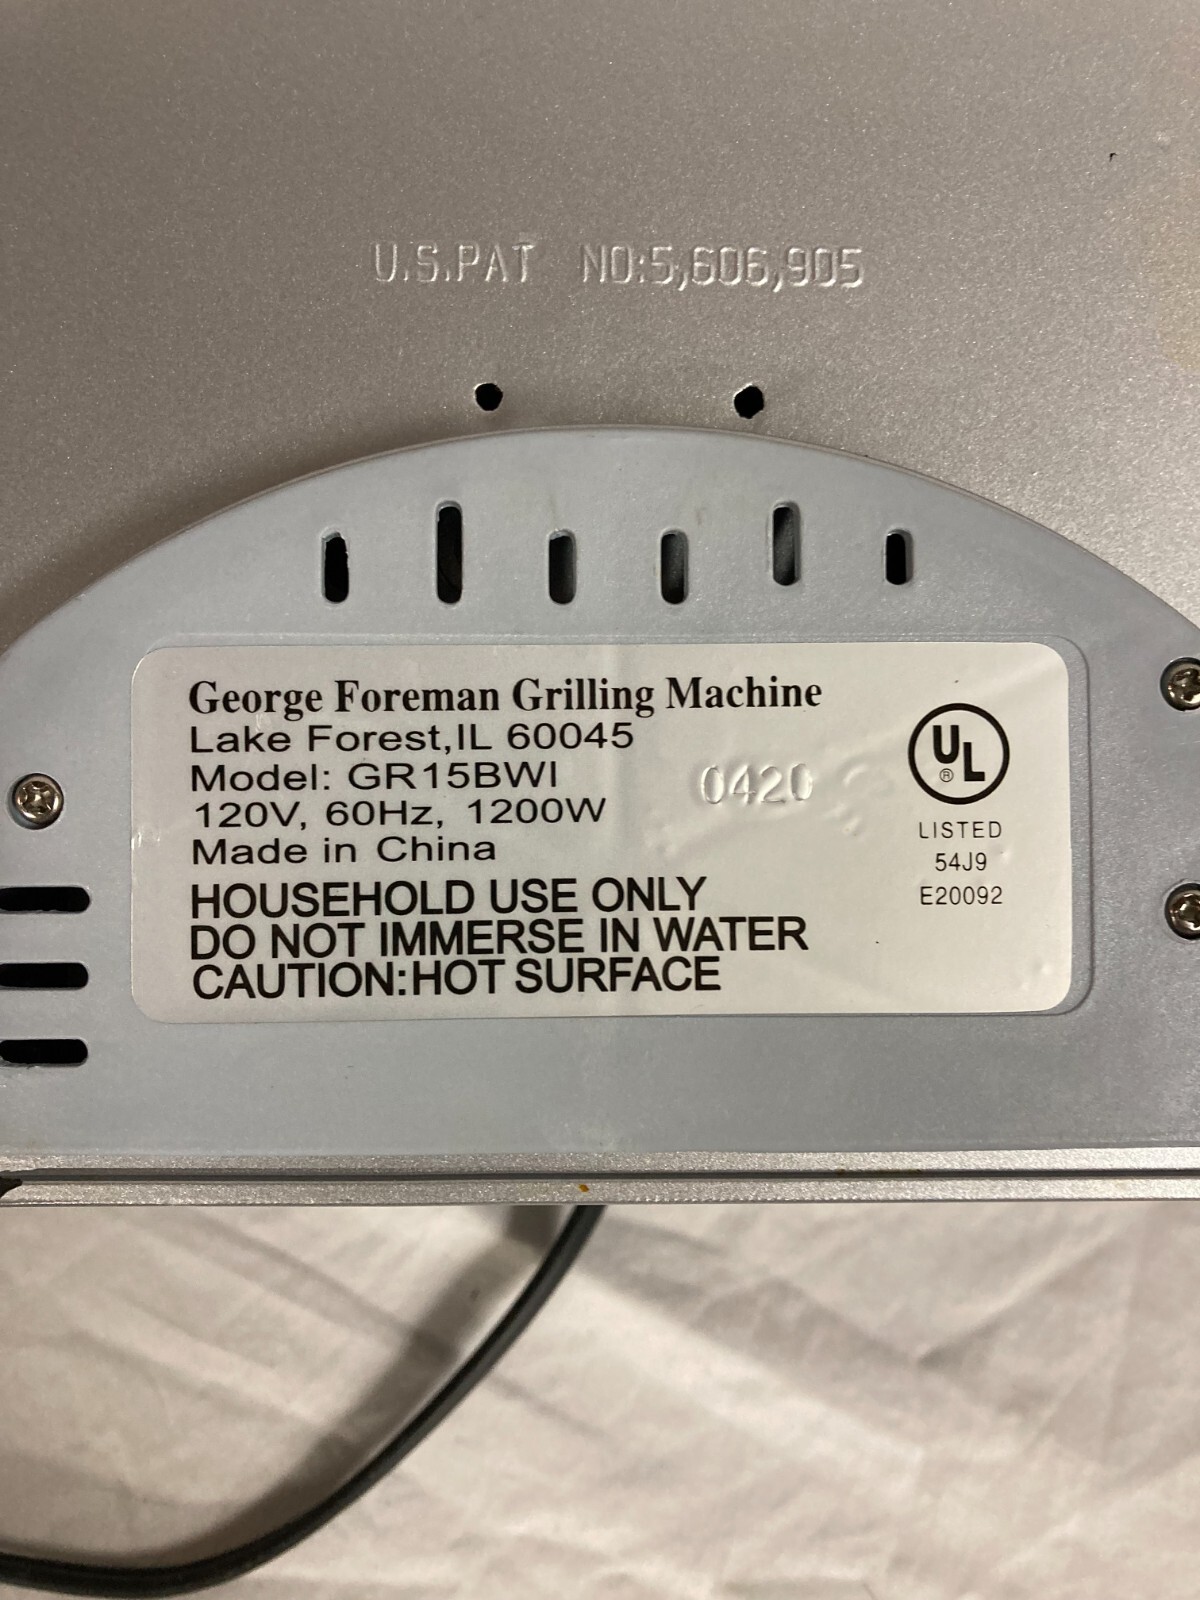 U.S.PAT NO:5,606,905
George Foreman Grilling Machine
Lake Forest,IL 60045
Model: GR15BWI
120V, 60Hz, 1200W
Made in China
HOUSEHOLD USE ONLY
DO NOT IMMERSE IN WATER
CAUTION:HOT SURFACE
0420
UL
®
LISTED
54J9
E20092